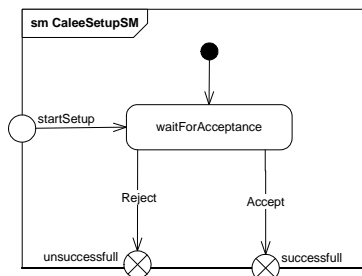 sm CaleeSetupSM
startSetup
waitForAcceptance
Reject
Accept
unsuccessfull
successfull